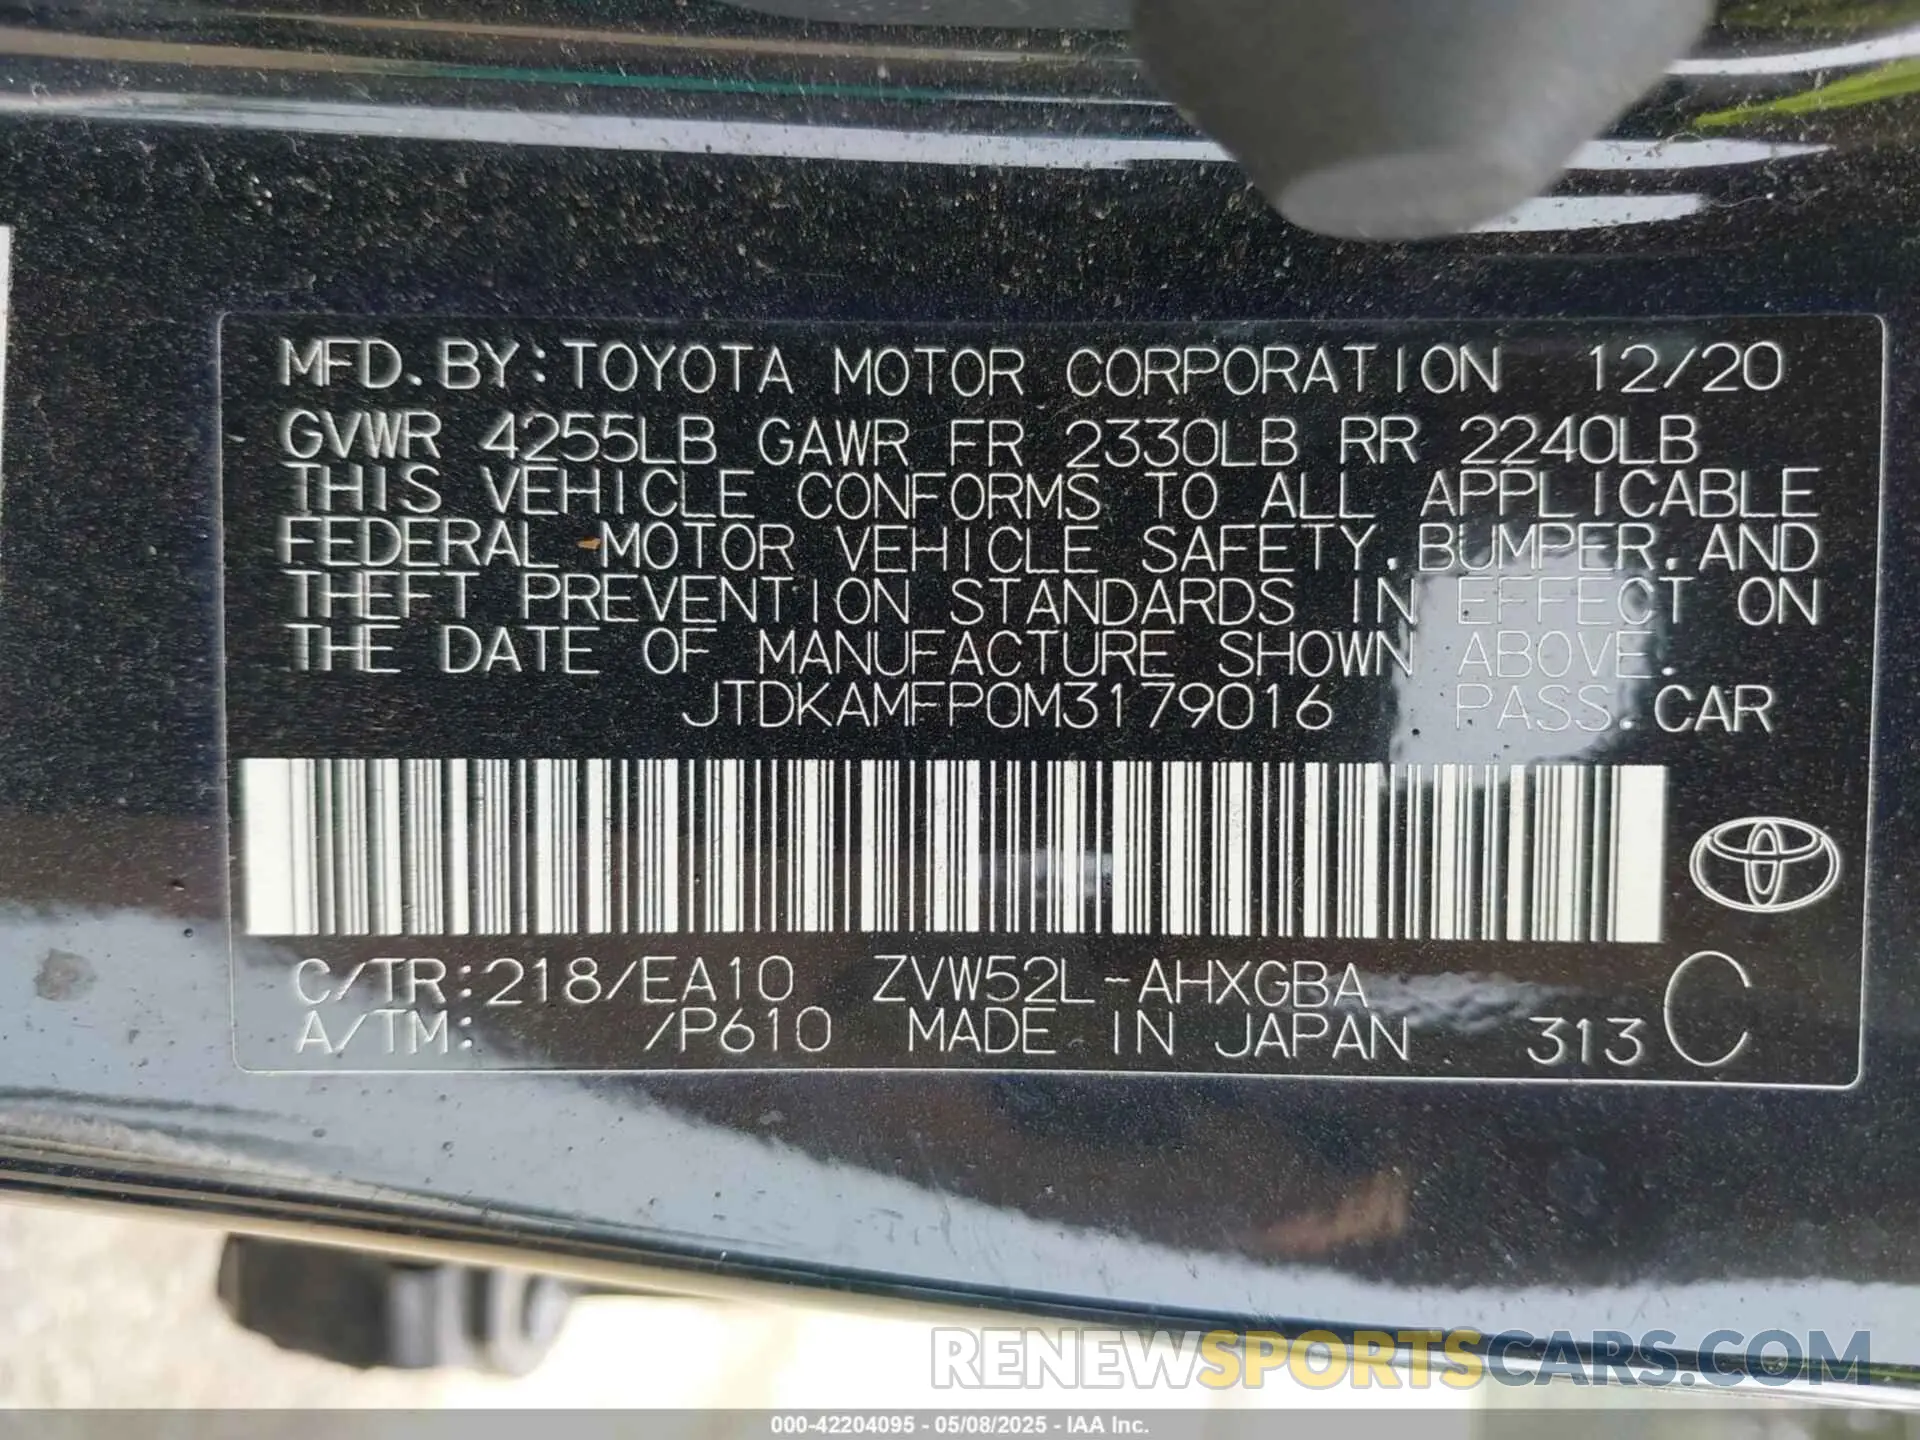 MFD.BY:TOYOTA MOTOR CORPORATION 12/20
GVWR 4255LB GAWR FR 2330LB RR 2240LB
THIS VEHICLE CONFORMS TO ALL APPLICABLE
FEDERAL MOTOR VEHICLE SAFETY,BUMPER,AND
THEFT PREVENTION STANDARDS IN EFFECT ON
THE DATE OF MANUFACTURE SHOWN ABOVE.
JTDKAMFP0M3179016 PASS.CAR
C/TR:218/EA10 ZVW52L-AHXGBA
A/TM: /P610 MADE IN JAPAN 313 C
RENEWSPORTSCARS.COM
000-42204095 - 05/08/2025 - IAA Inc.